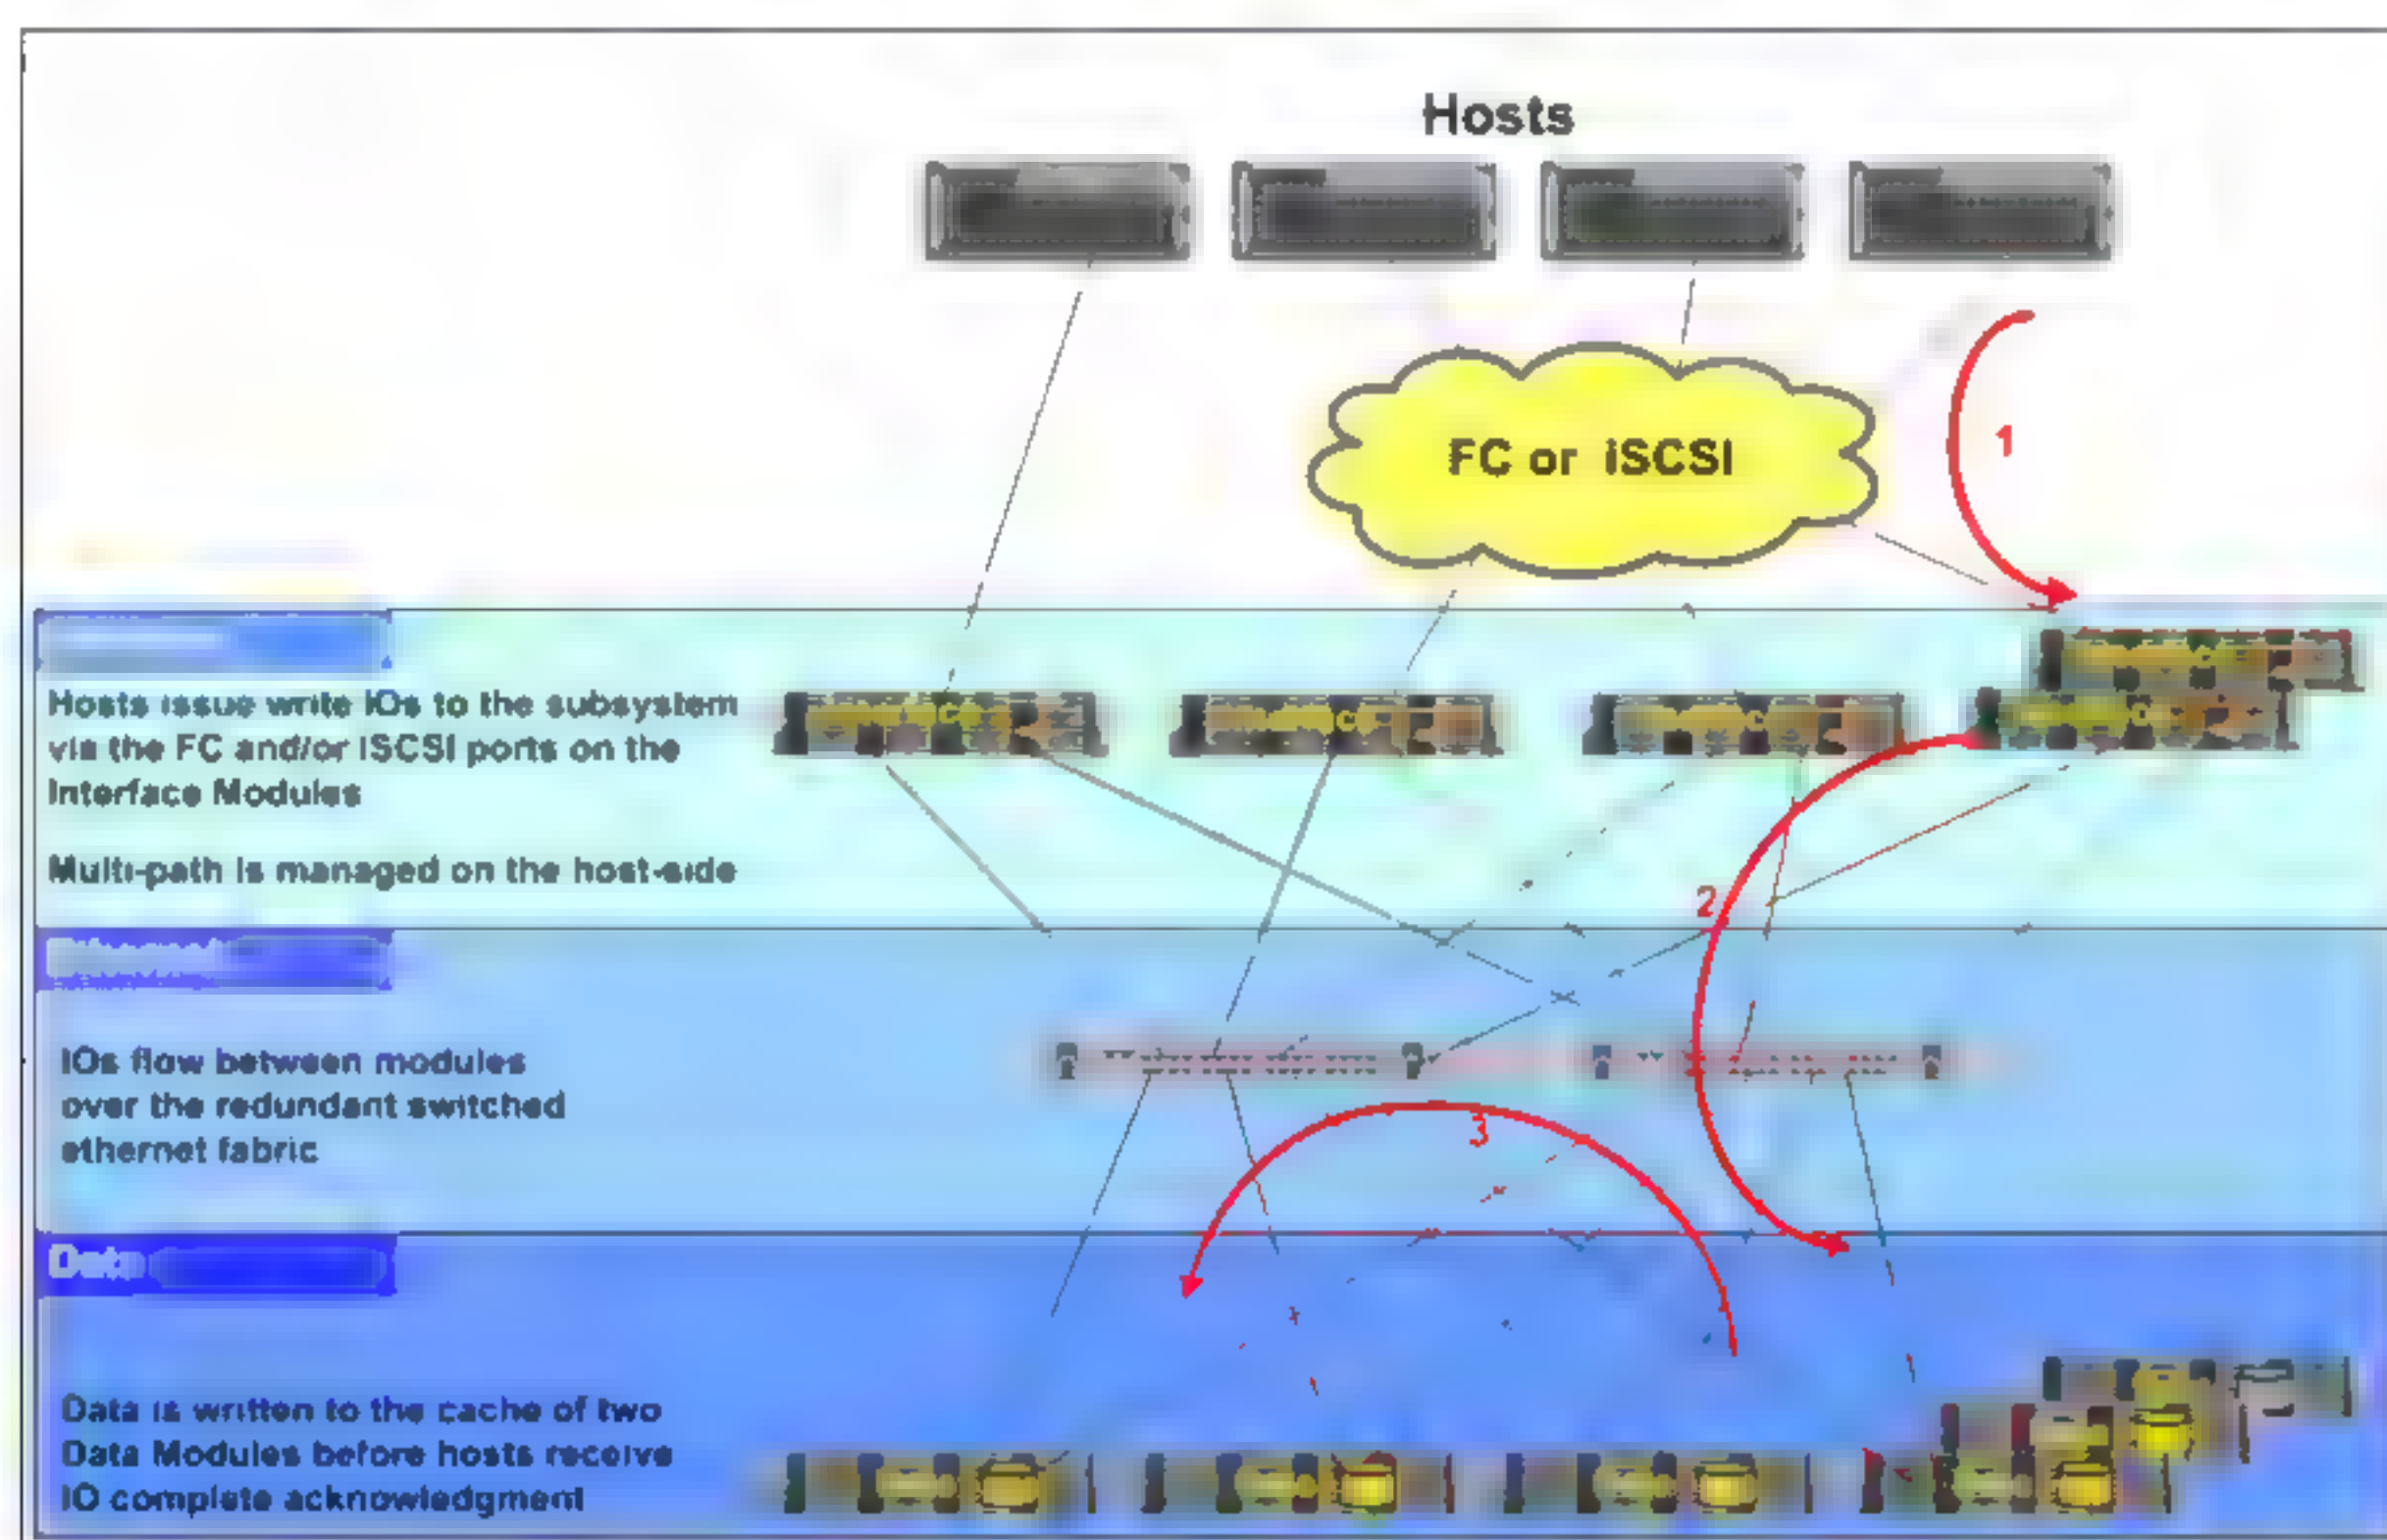 Hosts
FC or iSCSI
1
Hosts issue write IOs to the subsystem
via the FC and/or iSCSI ports on the
Interface Modules
Multi-path is managed on the host-side
2
IOs flow between modules
over the redundant switched
ethernet fabric
3
Data
Data is written to the cache of two
Data Modules before hosts receive
IO complete acknowledgment